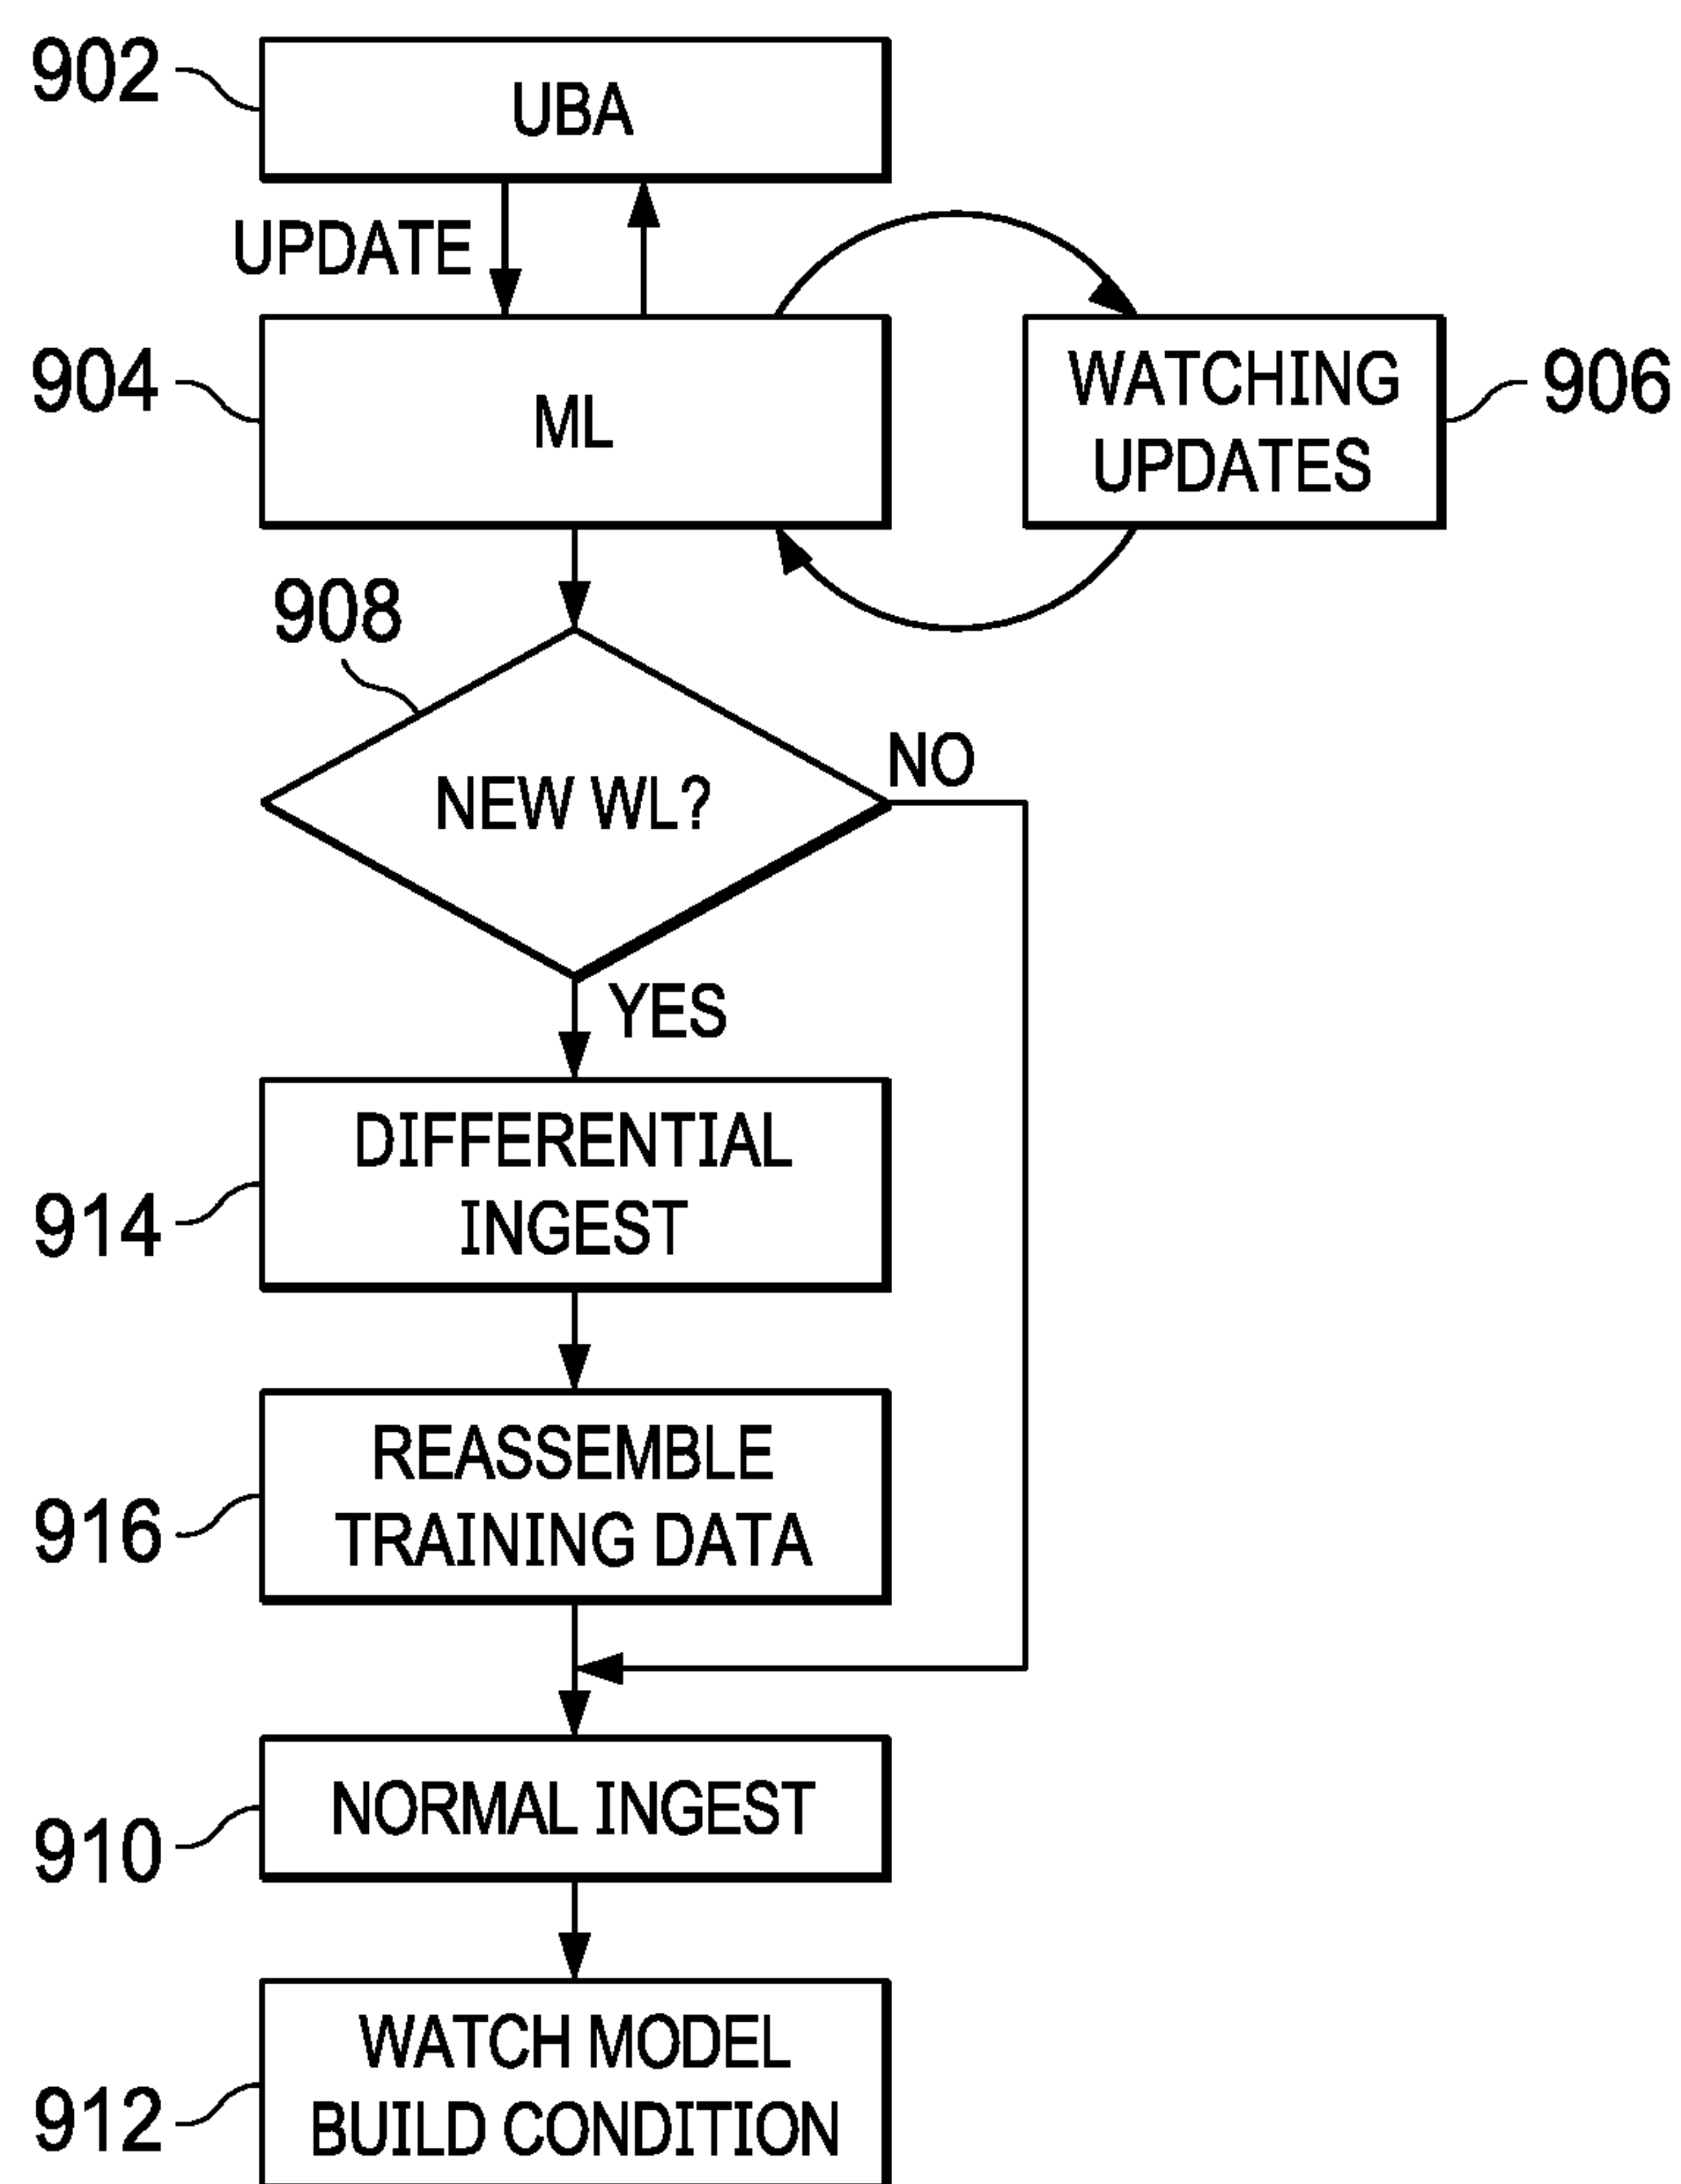 902
UBA
UPDATE
904
ML
WATCHING
UPDATES
906
908
NEW WL?
NO
YES
DIFFERENTIAL
INGEST
914
REASSEMBLE
TRAINING DATA
916
NORMAL INGEST
910
WATCH MODEL
BUILD CONDITION
912